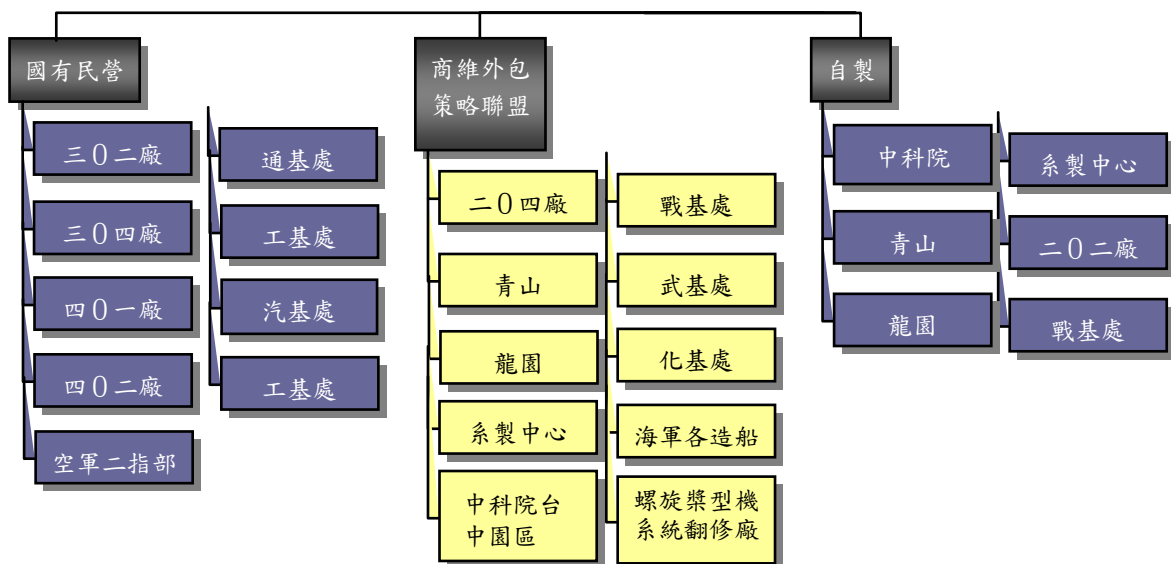 國有民營
三0二廠
三0四廠
四0一廠
四0二廠
空軍二指部
通基處
工基處
汽基處
工基處
商維外包
策略聯盟
二0四廠
青山
龍園
系製中心
中科院台
中園區
戰基處
武基處
化基處
海軍各造船
螺旋槳型機
系統翻修廠
自製
中科院
青山
龍園
系製中心
二0二廠
戰基處